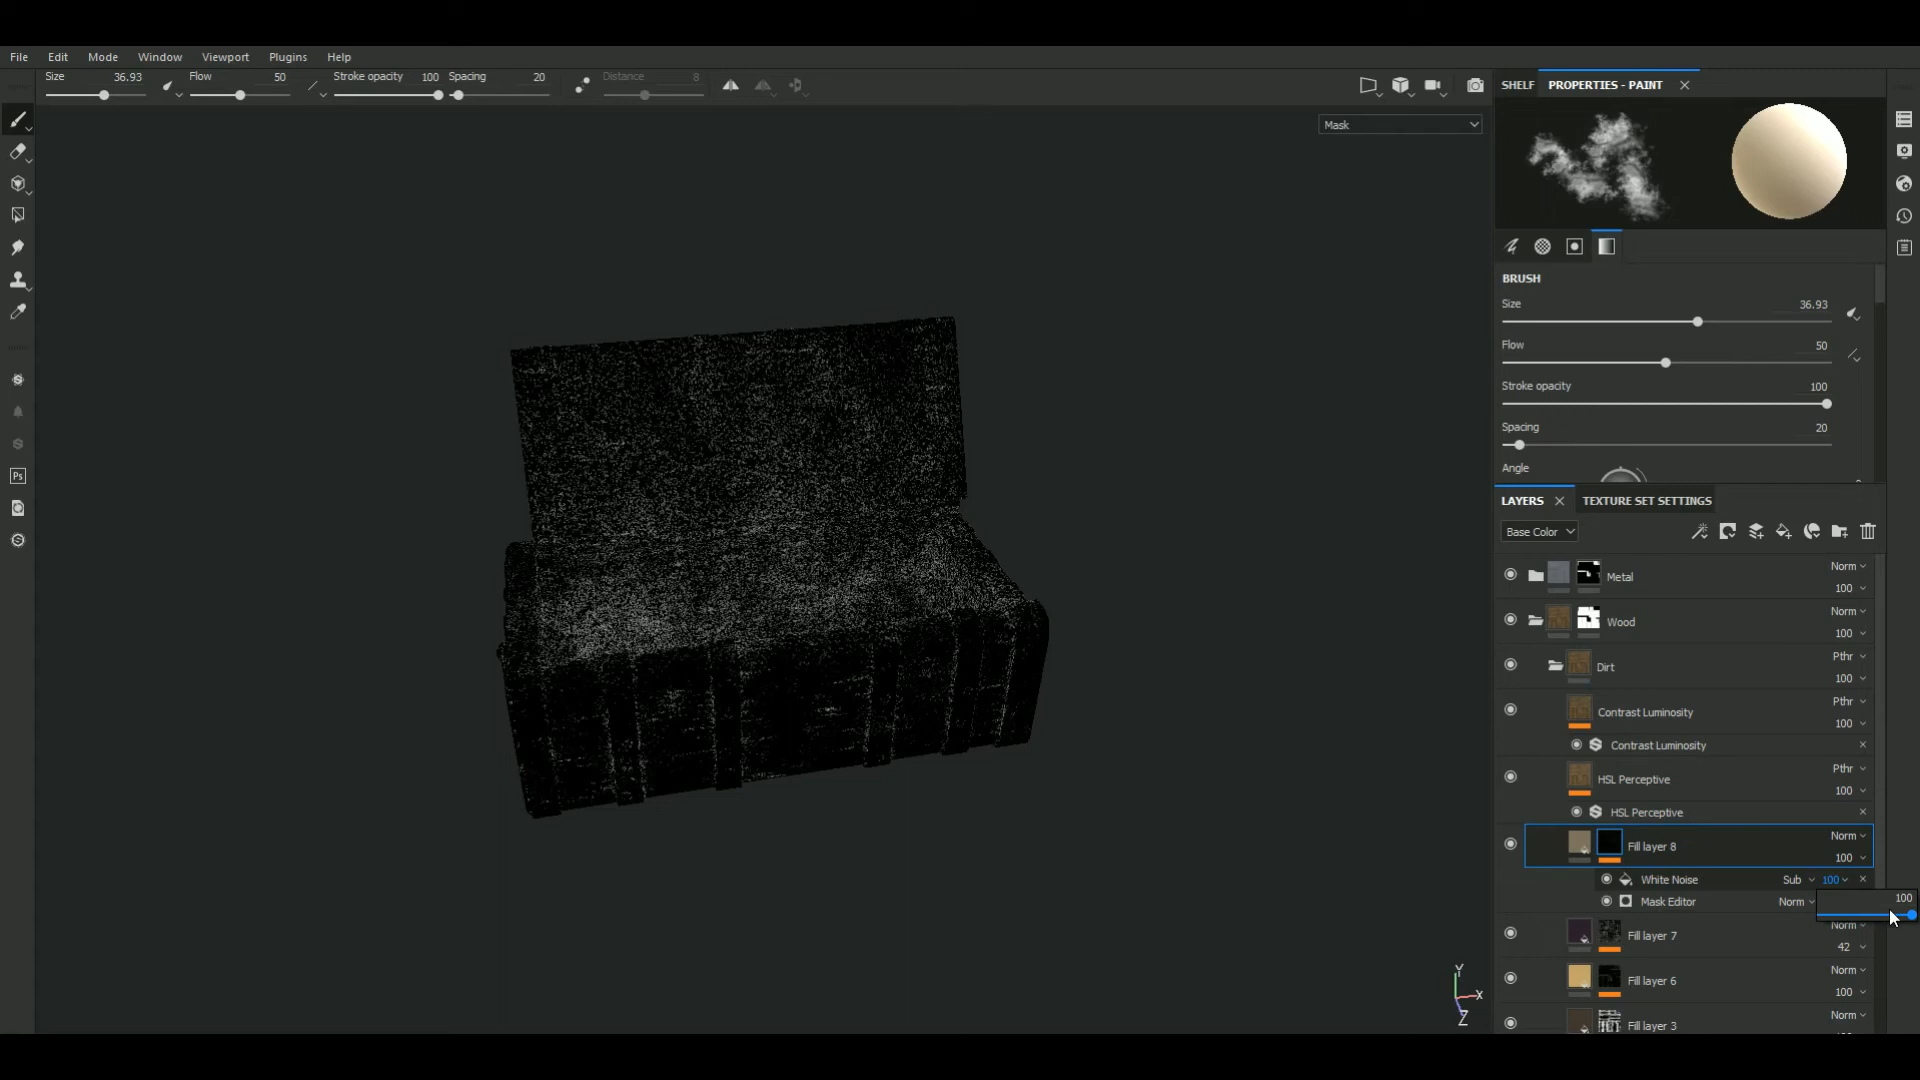 File Edit Mode Window Viewport Plugins Help
Size 36.93 Flow 50 Stroke opacity 100 Spacing 20 Distance 8
SHELF PROPERTIES - PAINT
Mask
BRUSH
Size 36.93
Flow 50
Stroke opacity 100
Spacing 20
Angle
Ps
LAYERS TEXTURE SET SETTINGS
Base Color
Metal Norm 100
Wood Norm 100
Dirt Pthr 100
Contrast Luminosity Pthr 100
Contrast Luminosity
HSL Perceptive Pthr 100
HSL Perceptive
Fill layer 8 Norm 100
White Noise Sub 100
Mask Editor Norm 100
Fill layer 7 Norm 42
Fill layer 6 Norm 100
Fill layer 3 Norm
Y
X
Z